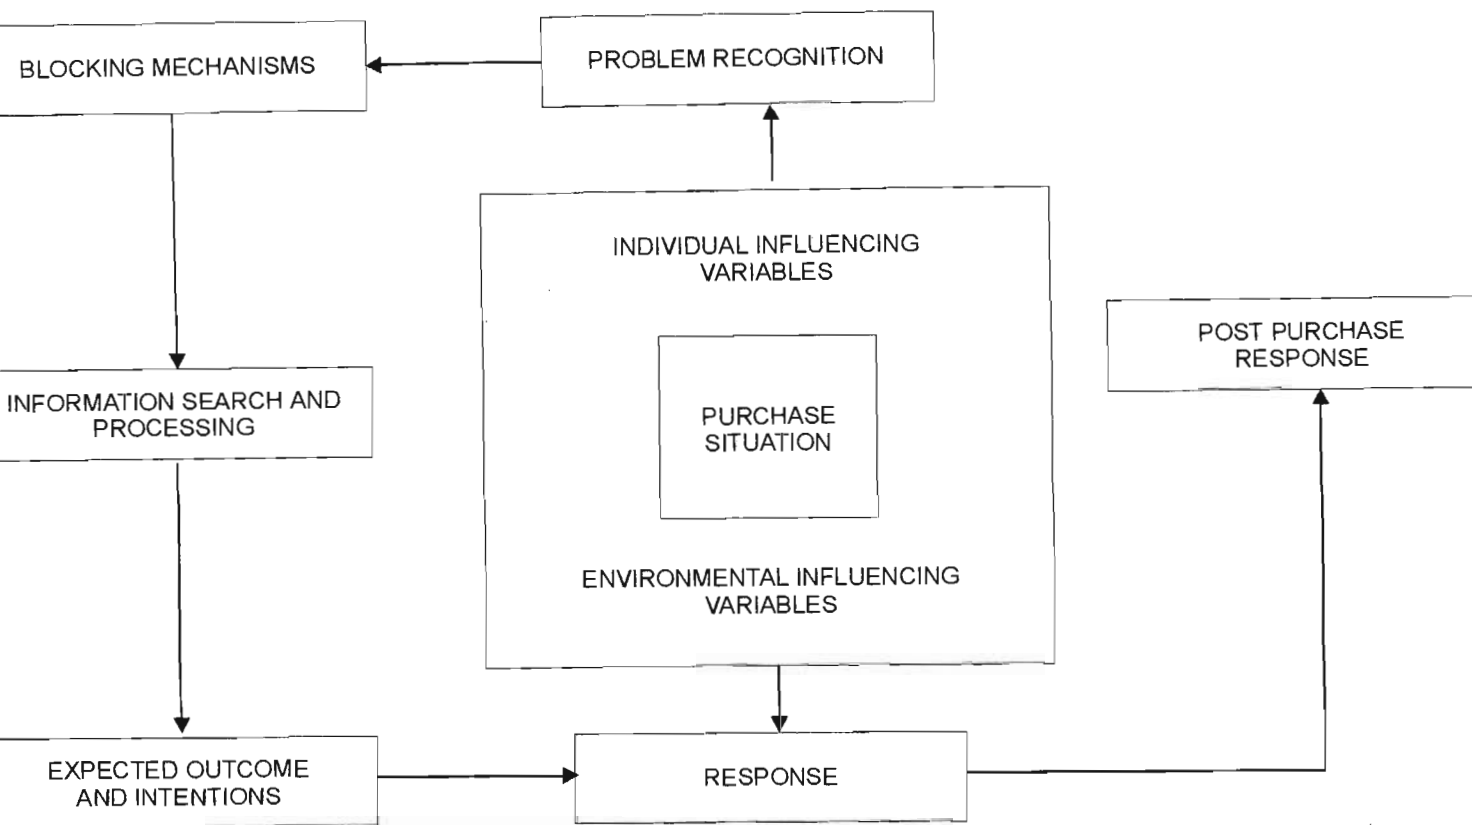 BLOCKING MECHANISMS
PROBLEM RECOGNITION
INDIVIDUAL INFLUENCING
VARIABLES
POST PURCHASE
RESPONSE
INFORMATION SEARCH AND
PROCESSING
PURCHASE
SITUATION
ENVIRONMENTAL INFLUENCING
VARIABLES
EXPECTED OUTCOME
AND INTENTIONS
RESPONSE